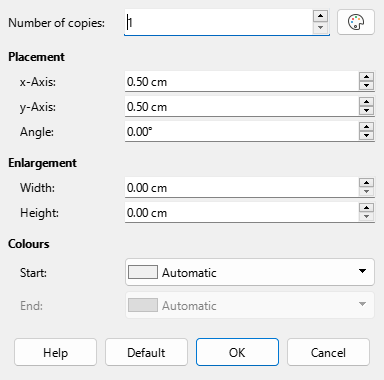 Number of copies: 1
Placement
x-Axis: 0.50 cm
y-Axis: 0.50 cm
Angle: 0.00°
Enlargement
Width: 0.00 cm
Height: 0.00 cm
Colours
Start: Automatic
End: Automatic
Help Default OK Cancel